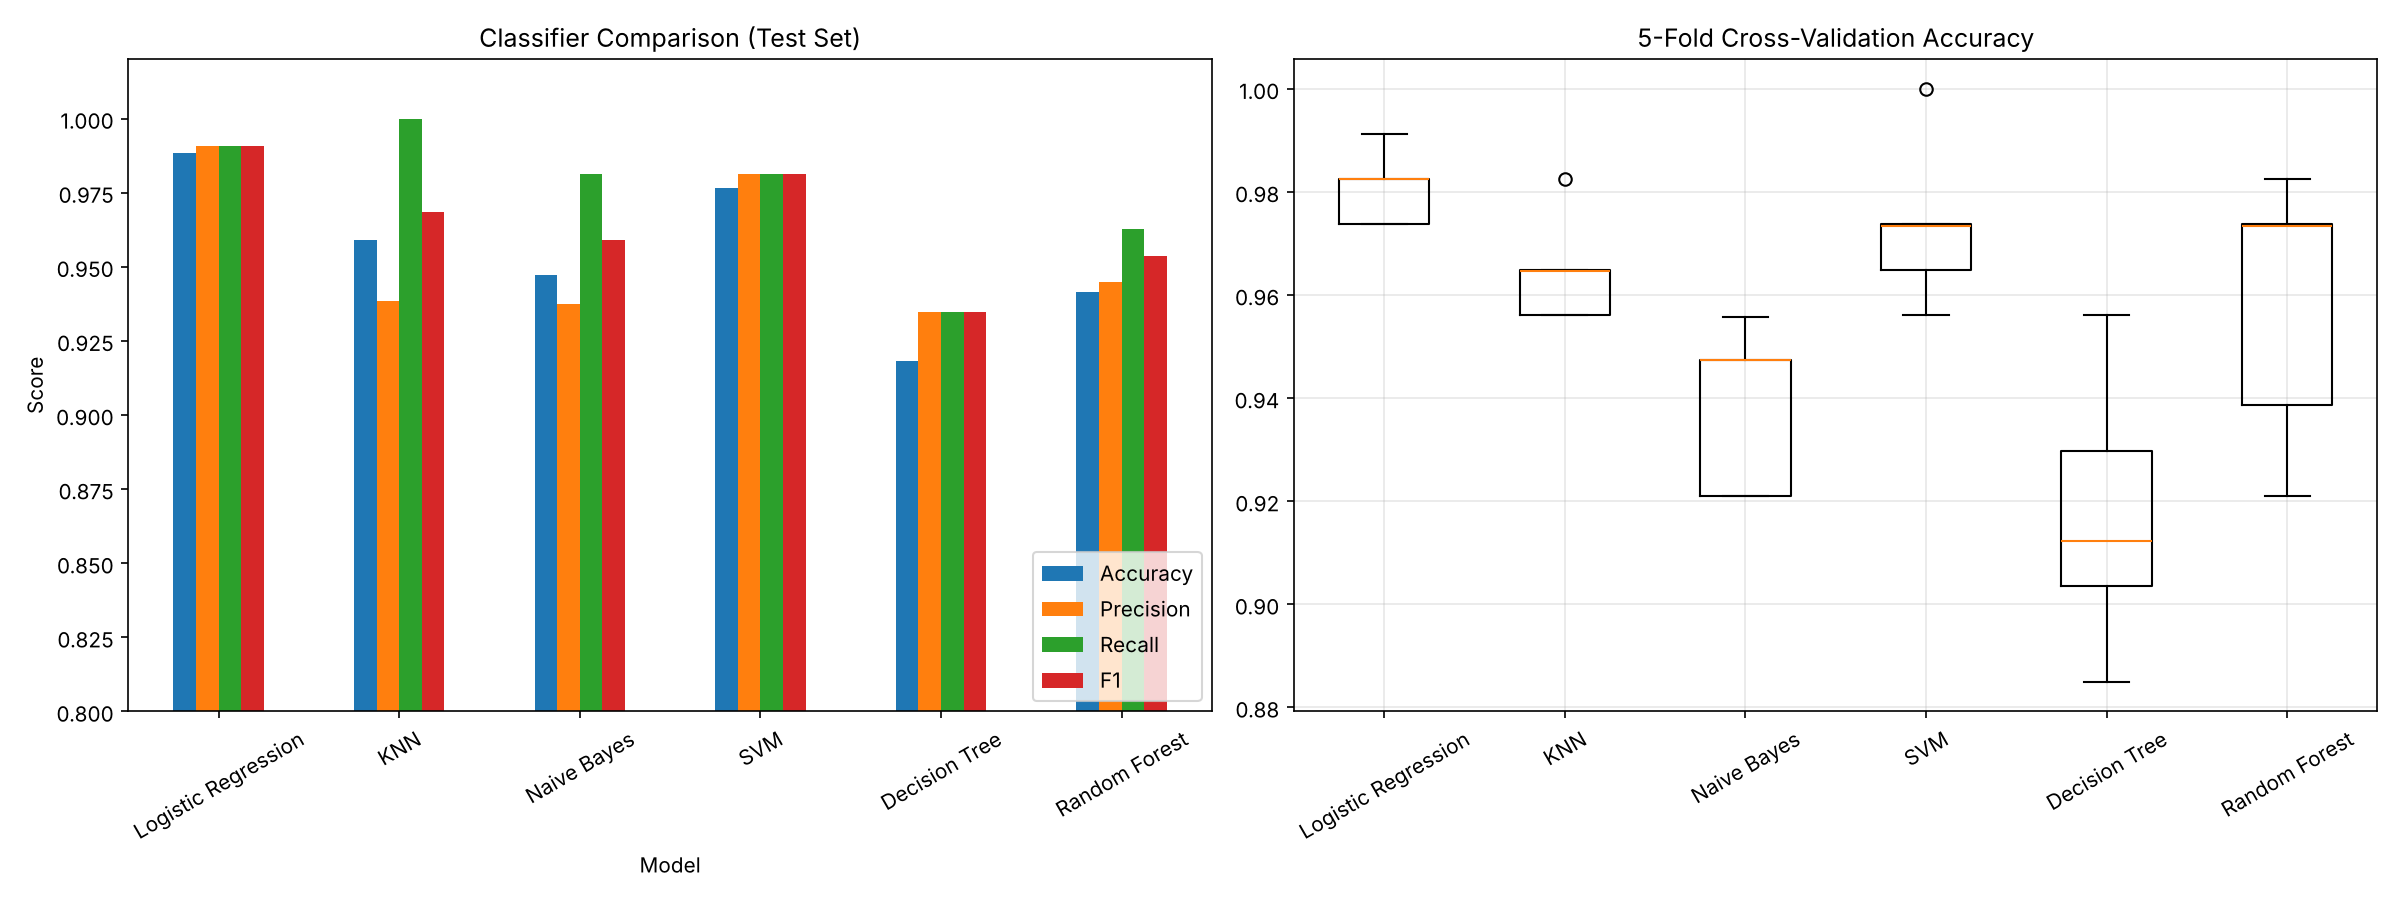 Classifier Comparison (Test Set)
Score
1.000
0.975
0.950
0.925
0.900
0.875
0.850
0.825
0.800
Accuracy
Precision
Recall
F1
Logistic Regression
KNN
Naive Bayes
SVM
Decision Tree
Random Forest
Model
5-Fold Cross-Validation Accuracy
1.00
0.98
0.96
0.94
0.92
0.90
0.88
Logistic Regression
KNN
Naive Bayes
SVM
Decision Tree
Random Forest